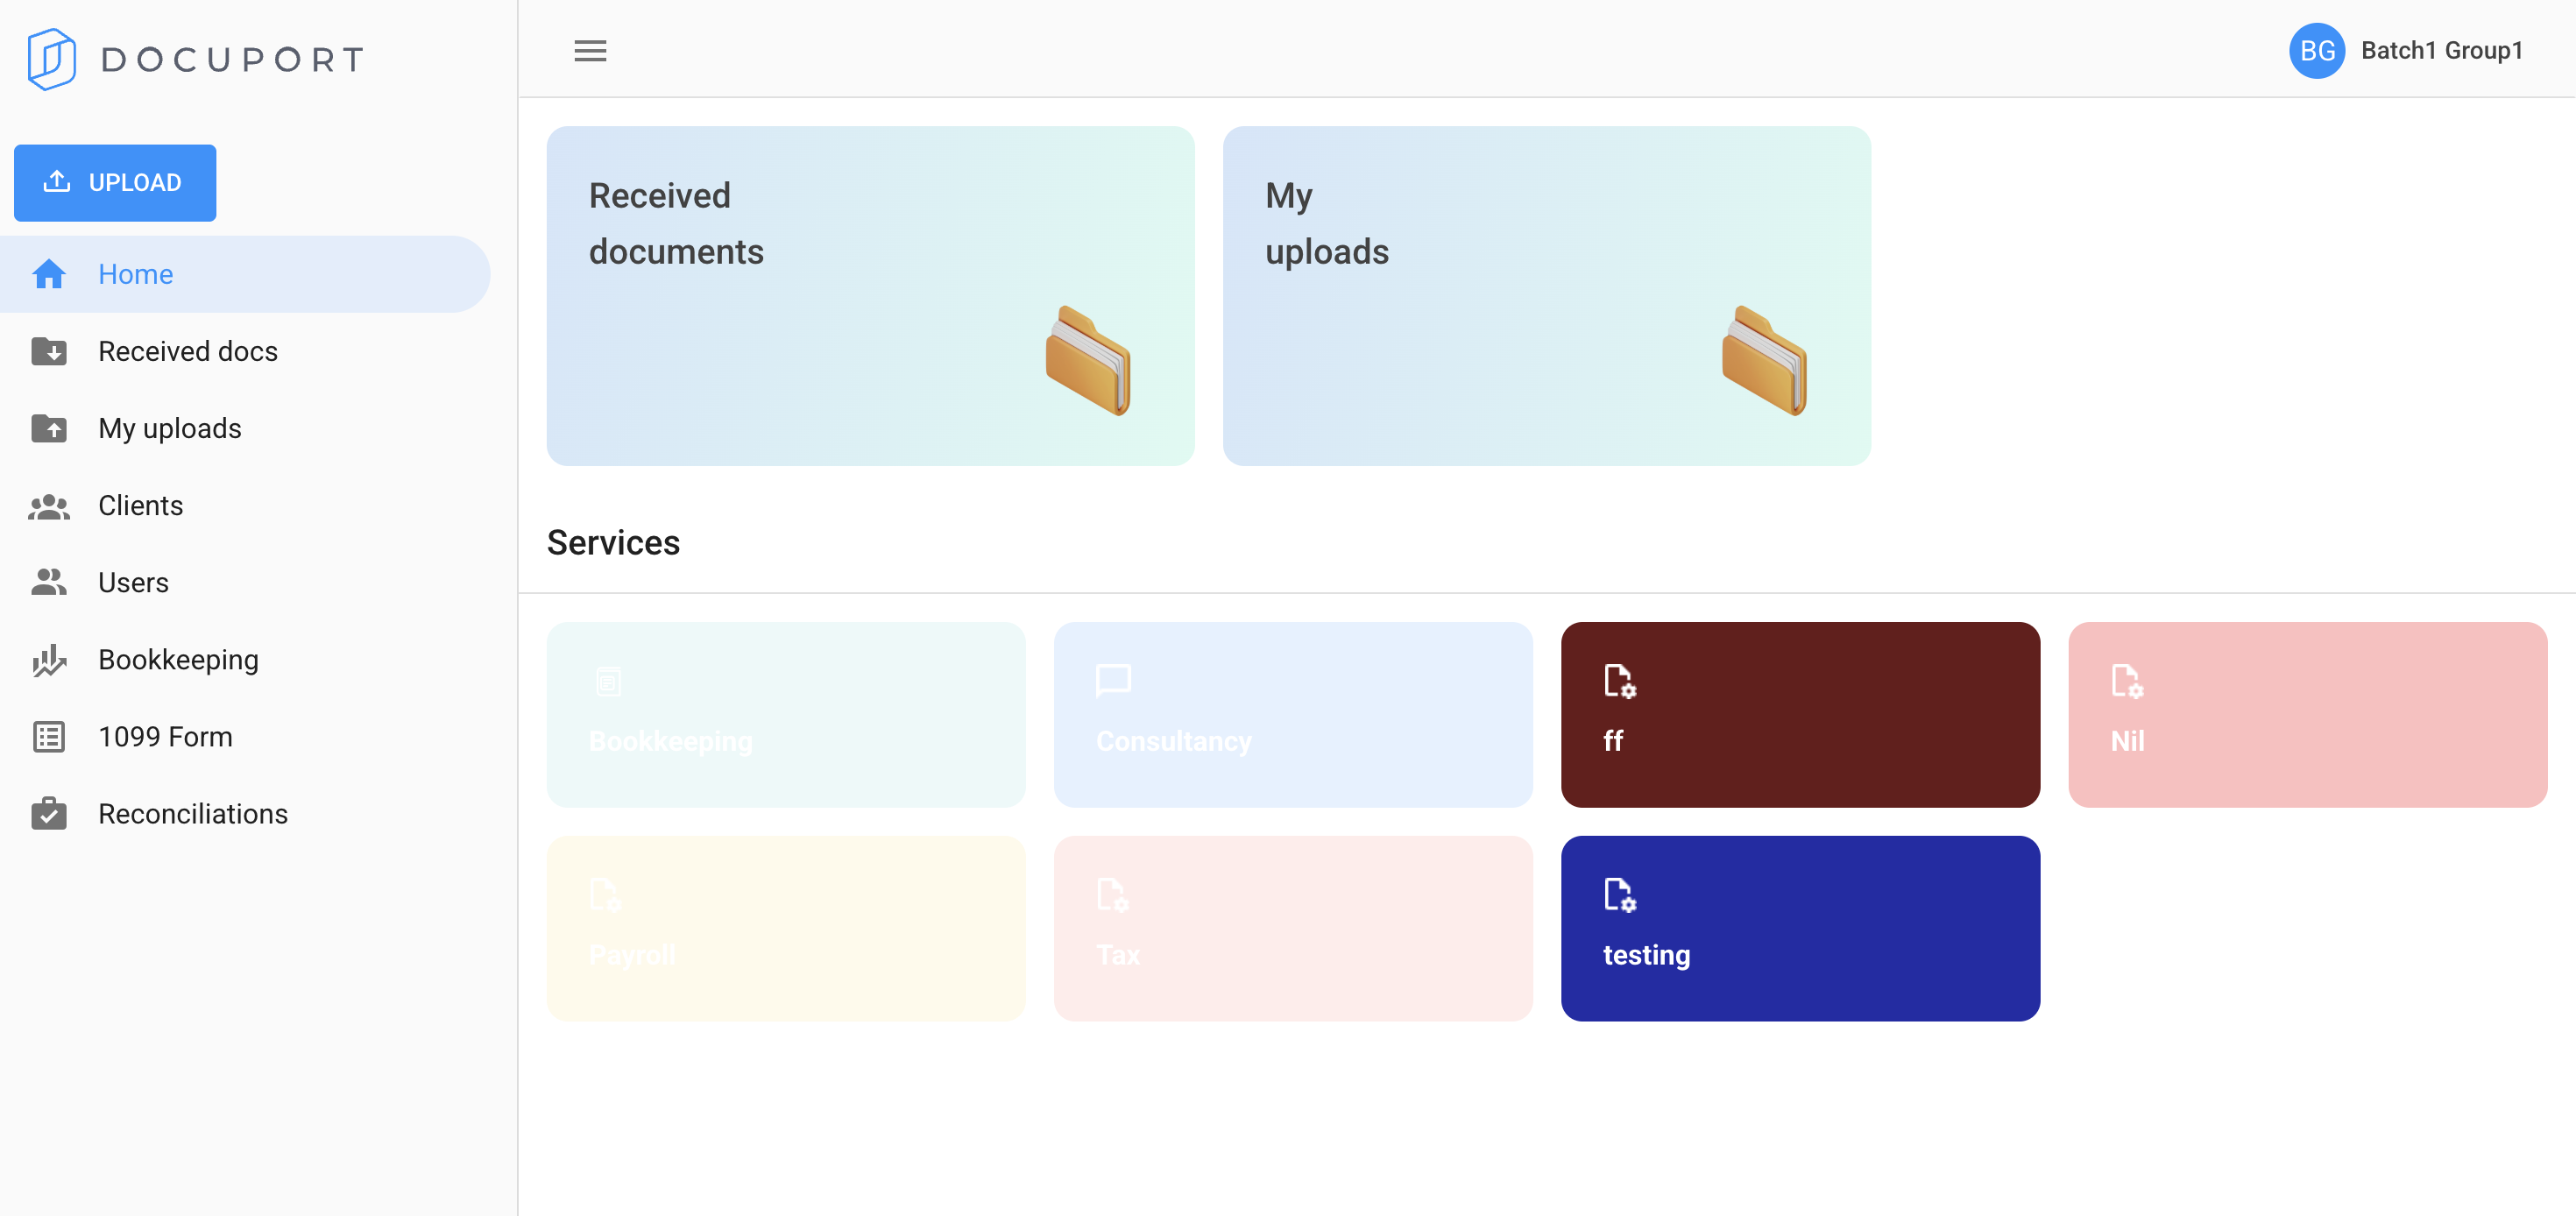 DOCUPORT
UPLOAD
Home
Received docs
My uploads
Clients
Users
Bookkeeping
1099 Form
Reconciliations
BG Batch1 Group1
Received
documents
My
uploads
Services
Bookkeeping
Consultancy
ff
Nil
Payroll
Tax
testing